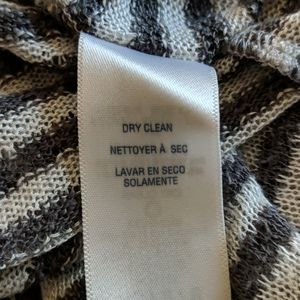 DRY CLEAN
NETTOYER À SEC
LAVAR EN SECO
SOLAMENTE